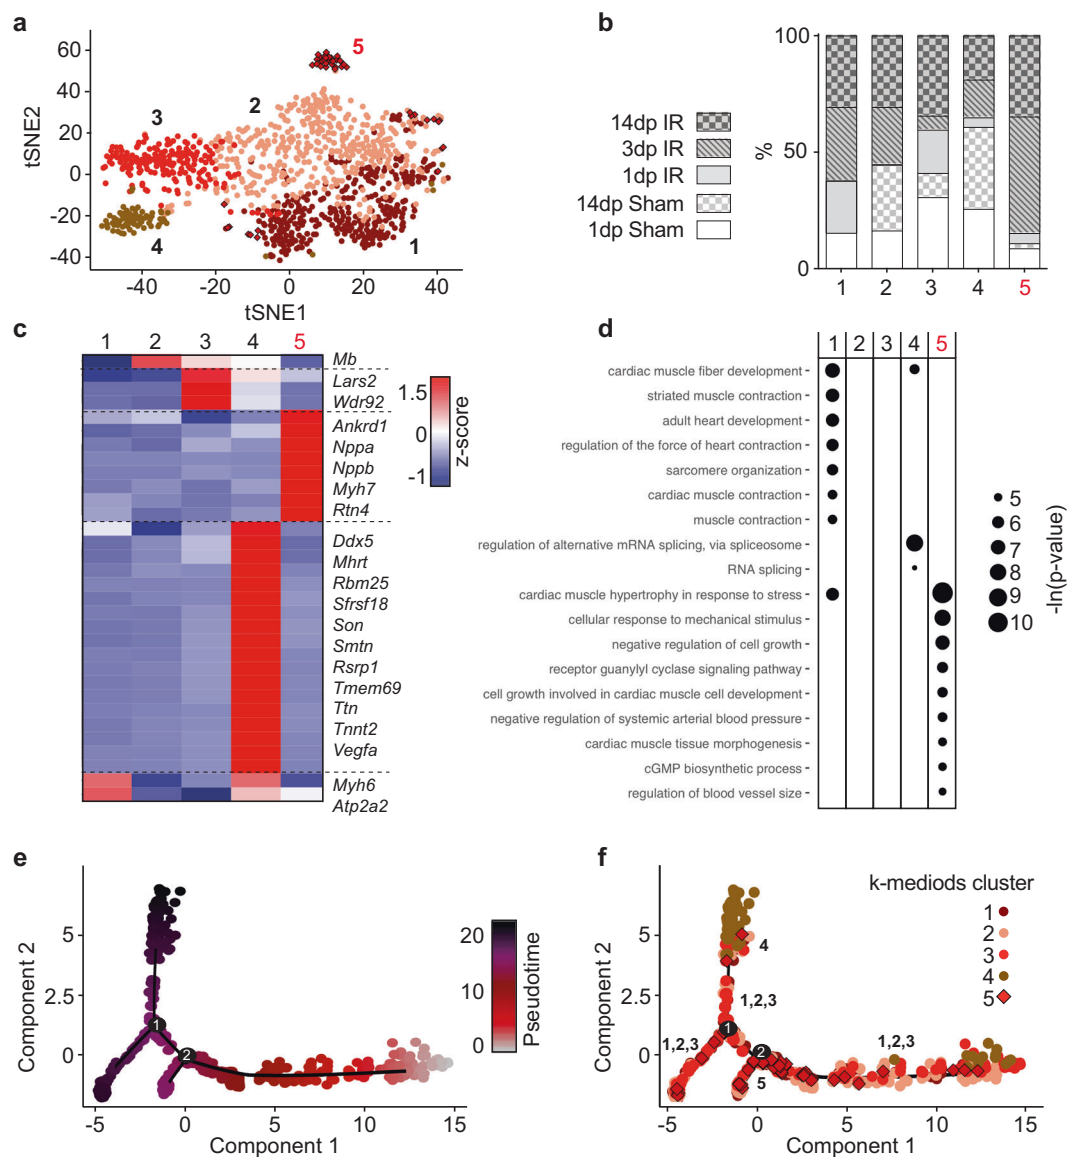 a
60
40
20
0
-20
-40
tSNE2
-40
-20
0
20
40
tSNE1
5
3
2
4
1
b
100
50
0
%
14dp IR
3dp IR
1dp IR
14dp Sham
1dp Sham
1 2 3 4 5
c
1 2 3 4 5
Mb
Lars2
Wdr92
Ankrd1
Nppa
Nppb
Myh7
Rtn4
Ddx5
Mhrt
Rbm25
Sfrsf18
Son
Smtn
Rsrp1
Tmem69
Ttn
Tnnt2
Vegfa
Myh6
Atp2a2
1.5
0
-1
z-score
d
1 2 3 4 5
cardiac muscle fiber development
striated muscle contraction
adult heart development
regulation of the force of heart contraction
sarcomere organization
cardiac muscle contraction
muscle contraction
regulation of alternative mRNA splicing, via spliceosome
RNA splicing
cardiac muscle hypertrophy in response to stress
cellular response to mechanical stimulus
negative regulation of cell growth
receptor guanylyl cyclase signaling pathway
cell growth involved in cardiac muscle cell development
negative regulation of systemic arterial blood pressure
cardiac muscle tissue morphogenesis
cGMP biosynthetic process
regulation of blood vessel size
5
6
7
8
9
10
-ln(p-value)
e
5
2.5
0
Component 2
-5 0 5 10 15
Component 1
1
2
20
10
0
Pseudotime
f
5
2.5
0
Component 2
-5 0 5 10 15
Component 1
k-mediods cluster
1
2
3
4
5
4
1,2,3
1
1,2,3
2
1,2,3
5